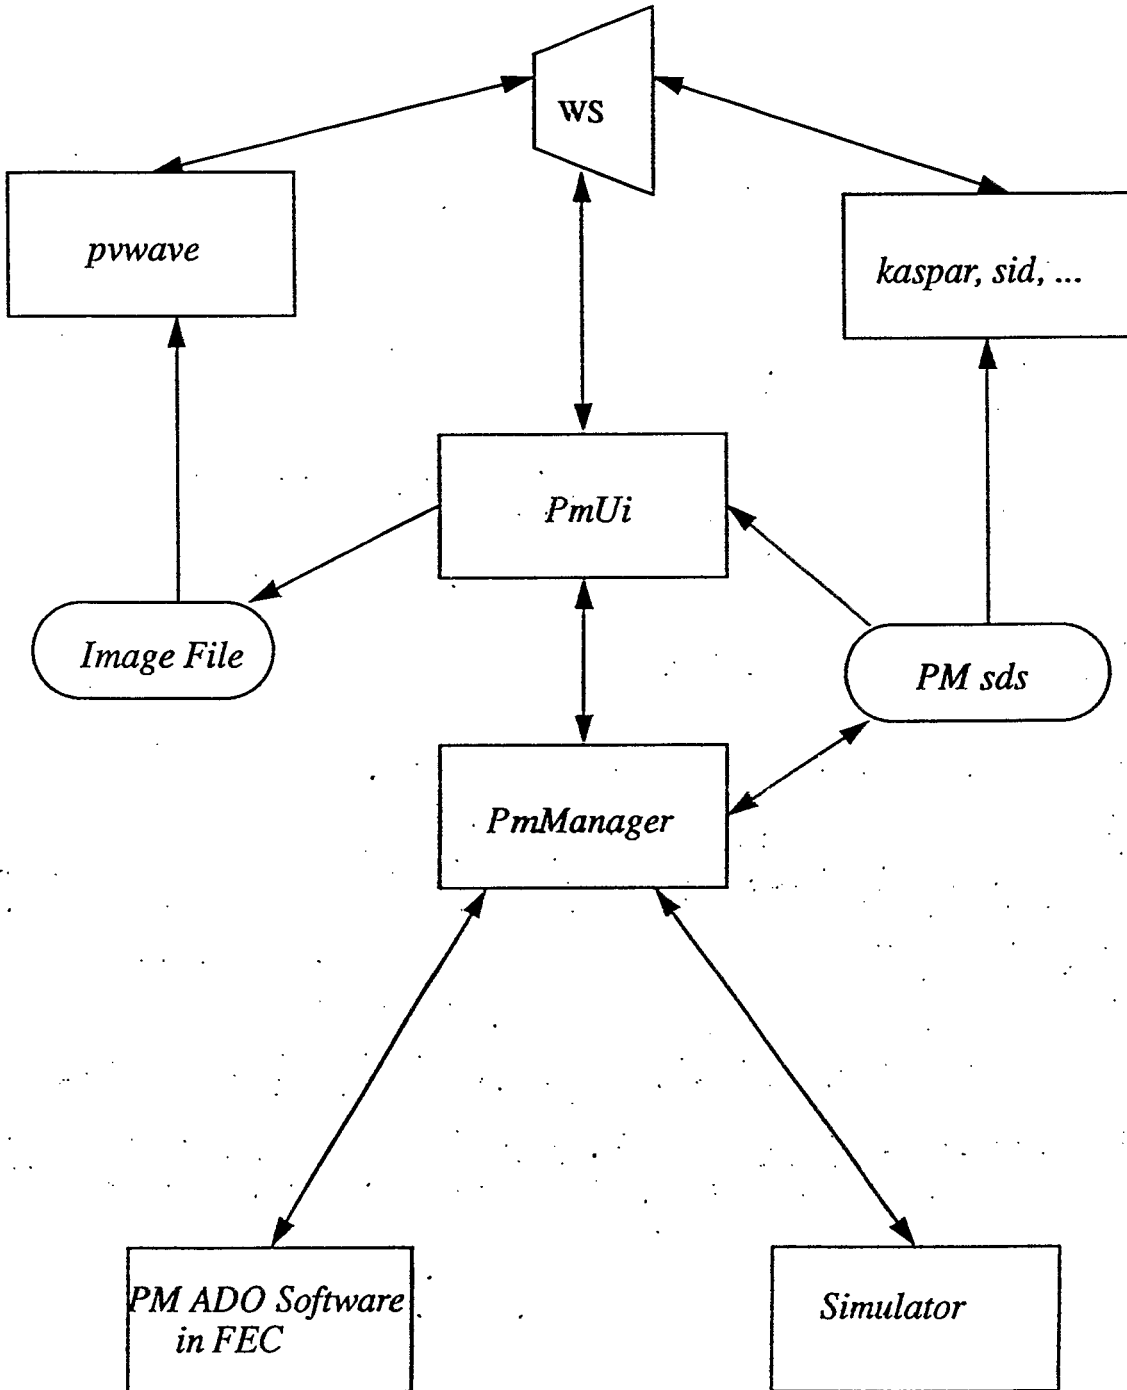 ws
pvwave
kaspar, sid, ...
PmUi
Image File
PM sds
PmManager
PM ADO Software
in FEC
Simulator